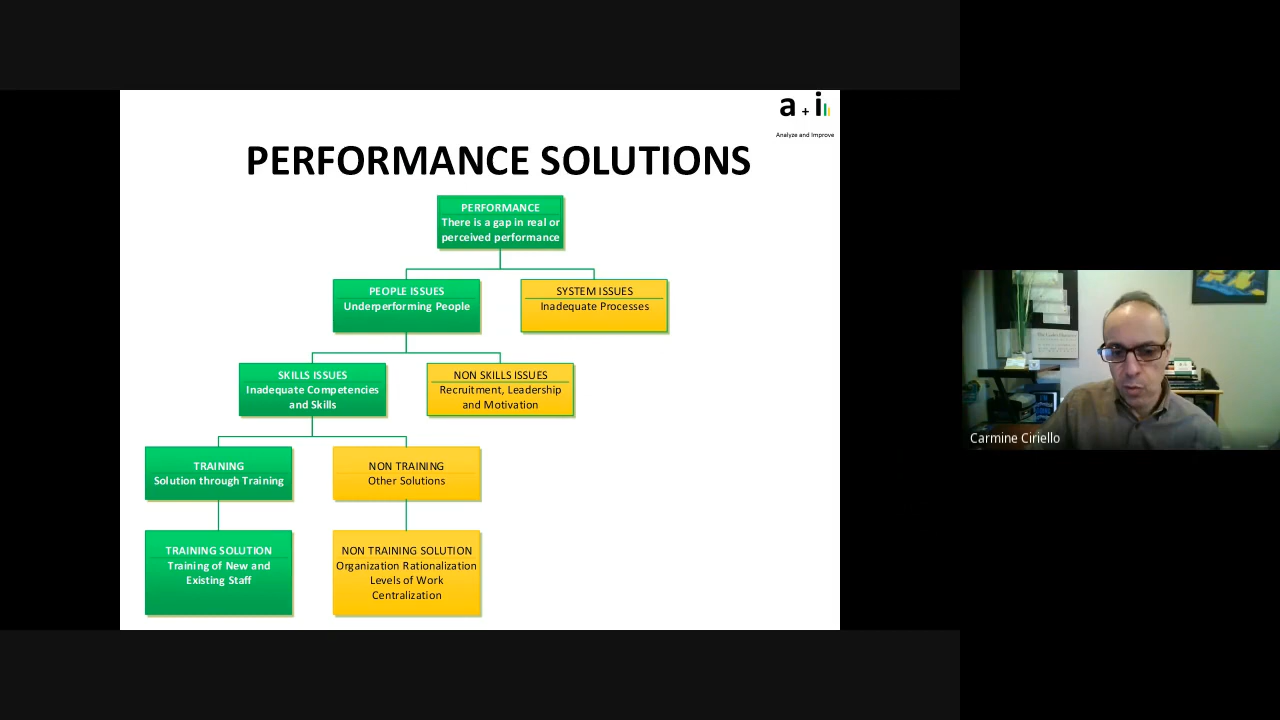 a + i
Analyze and Improve
PERFORMANCE SOLUTIONS
PERFORMANCE
There is a gap in real or
perceived performance
PEOPLE ISSUES
Underperforming People
SYSTEM ISSUES
Inadequate Processes
SKILLS ISSUES
Inadequate Competencies
and Skills
NON SKILLS ISSUES
Recruitment, Leadership
and Motivation
TRAINING
Solution through Training
NON TRAINING
Other Solutions
TRAINING SOLUTION
Training of New and
Existing Staff
NON TRAINING SOLUTION
Organization Rationalization
Levels of Work
Centralization
Carmine Ciriello